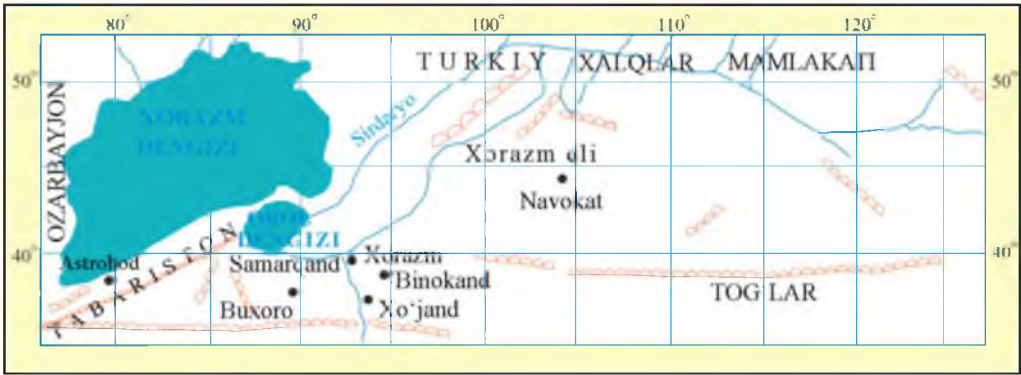 80° 90° 100° 110° 120°
TURKIY XALQLAR MAMLAKATI
50° 50°
OZARBAYJON
XORAZM
DENGIZI
Sirdaryo
Xorazm eli
Navokat
OROL
DENGIZI
40° 40°
TABARISTON
Astrobod
Samarqand
Xorazm
Binokand
Buxoro
Xo‘jand
TOG LAR